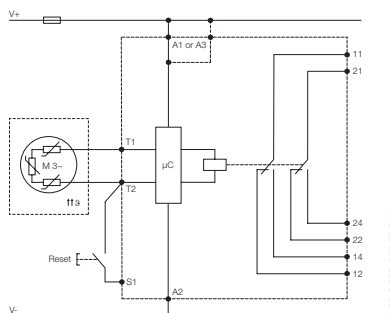 V+
A1 or A3
11
21
T1
M 3~
µC
T2
24
22
Reset
14
S1
12
A2
V-